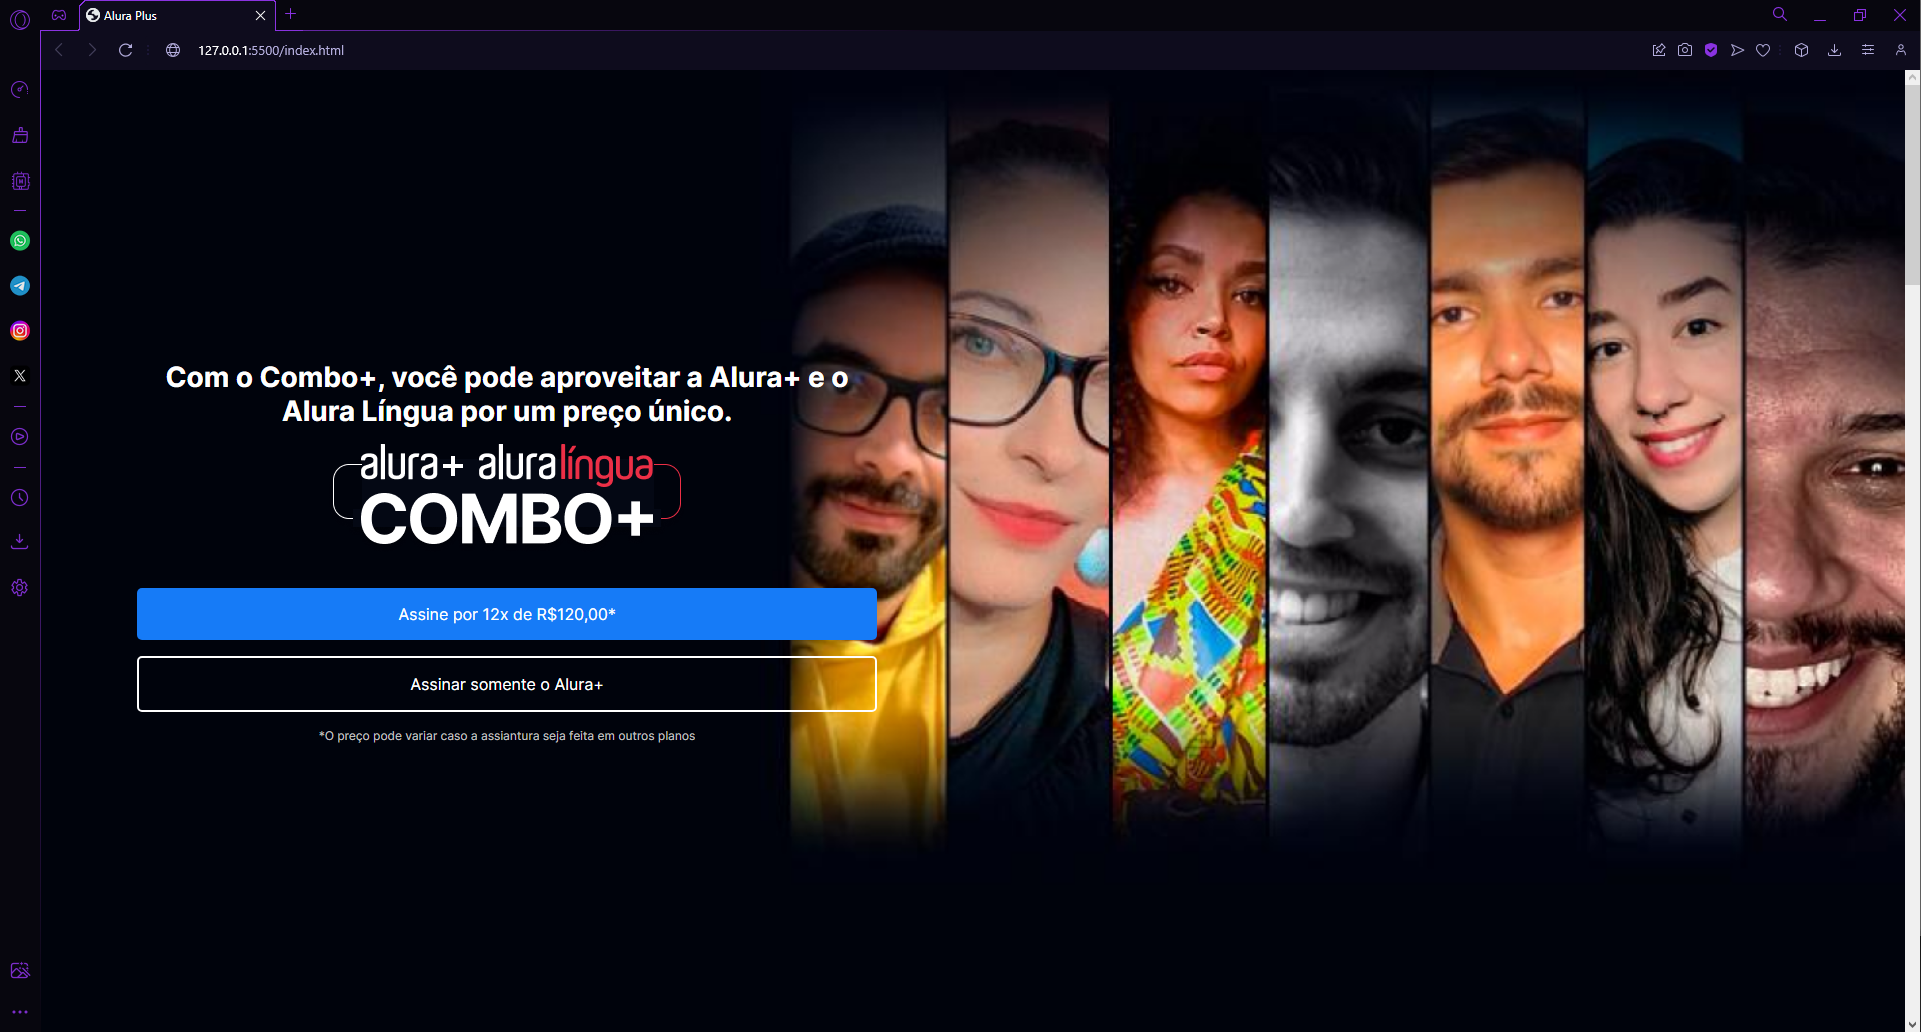 Alura Plus
127.0.0.1:5500/index.html
Com o Combo+, você pode aproveitar a Alura+ e o
Alura Língua por um preço único.
alura+ aluralíngua
COMBO+
Assine por 12x de R$120,00*
Assinar somente o Alura+
*O preço pode variar caso a assiantura seja feita em outros planos